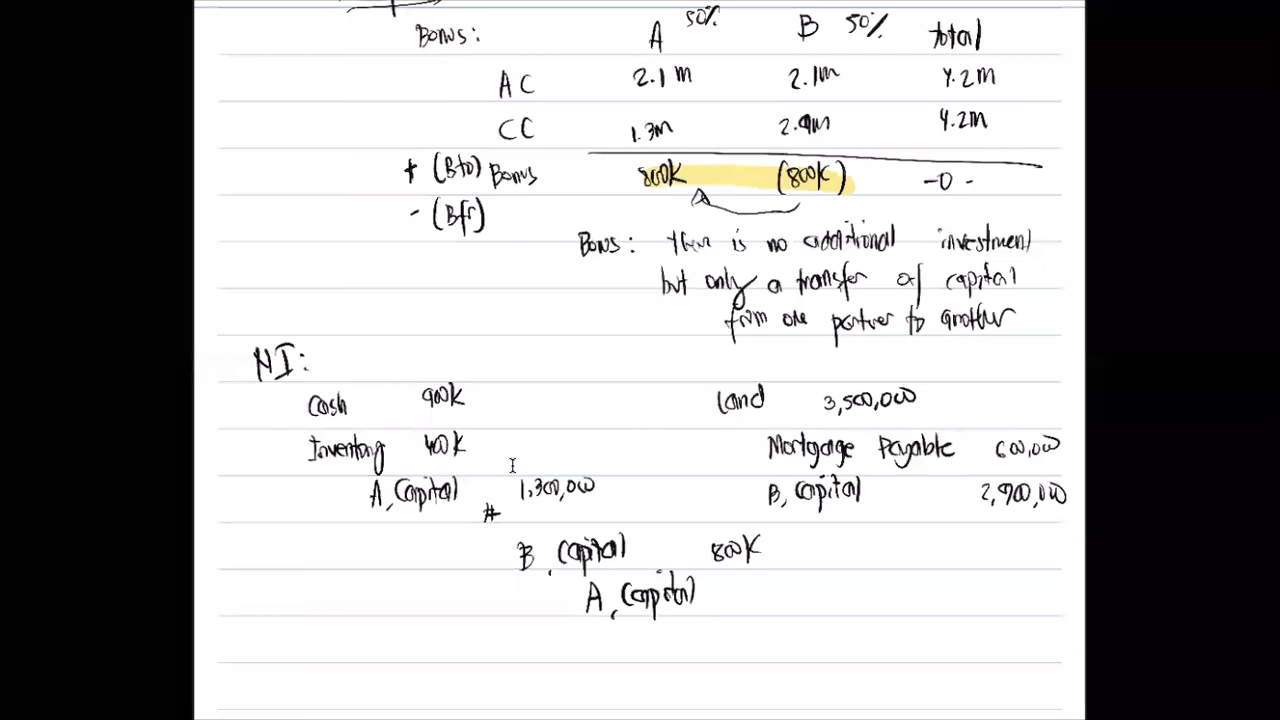 Bonus: A 50% B 50% total
AC 2.1m 2.1m 4.2m
CC 1.3m 2.9m 4.2m
+ (Bto) Bonus 800K (800K) -0-
- (Bfr)
Bonus: there is no additional investment
but only a transfer of capital
from one partner to another
NI:
Cash 900K Land 3,500,000
Inventory 400K Mortgage Payable 600,000
A, Capital 1,300,000 B, Capital 2,900,000
#
B, Capital 800K
A, Capital